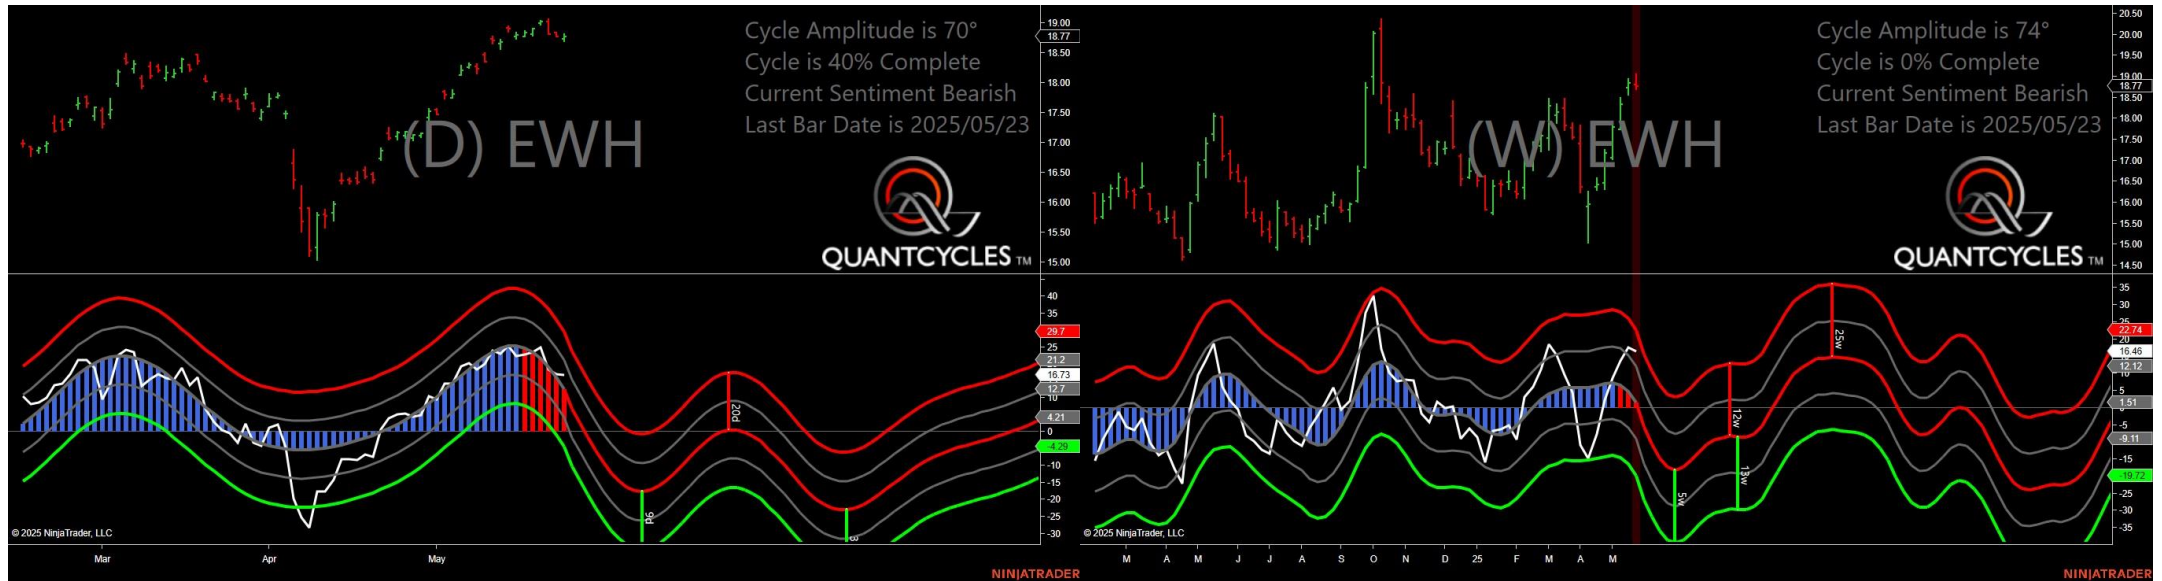 Cycle Amplitude is 70°
Cycle is 40% Complete
Current Sentiment Bearish
Last Bar Date is 2025/05/23
(D) EWH
QUANTCYCLES TM
19.00
18.77
18.50
18.00
17.50
17.00
16.50
16.00
15.50
15.00
40
35
29.7
25
21.2
16.73
12.7
10
4.21
0
-4.29
-10
-15
-20
-25
-30
20d
9d
© 2025 NinjaTrader, LLC
Mar Apr May
NINJATRADER
Cycle Amplitude is 74°
Cycle is 0% Complete
Current Sentiment Bearish
Last Bar Date is 2025/05/23
(W) EWH
QUANTCYCLES TM
20.50
20.00
19.50
19.00
18.77
18.50
18.00
17.50
17.00
16.50
16.00
15.50
15.00
14.50
35
30
25
22.74
20
16.46
12.12
10
5
1.51
-5
-9.11
-15
-19.72
-25
-30
-35
25w
12w
13w
5w
© 2025 NinjaTrader, LLC
M A M J J A S O N D 25 F M A M
NINJATRADER